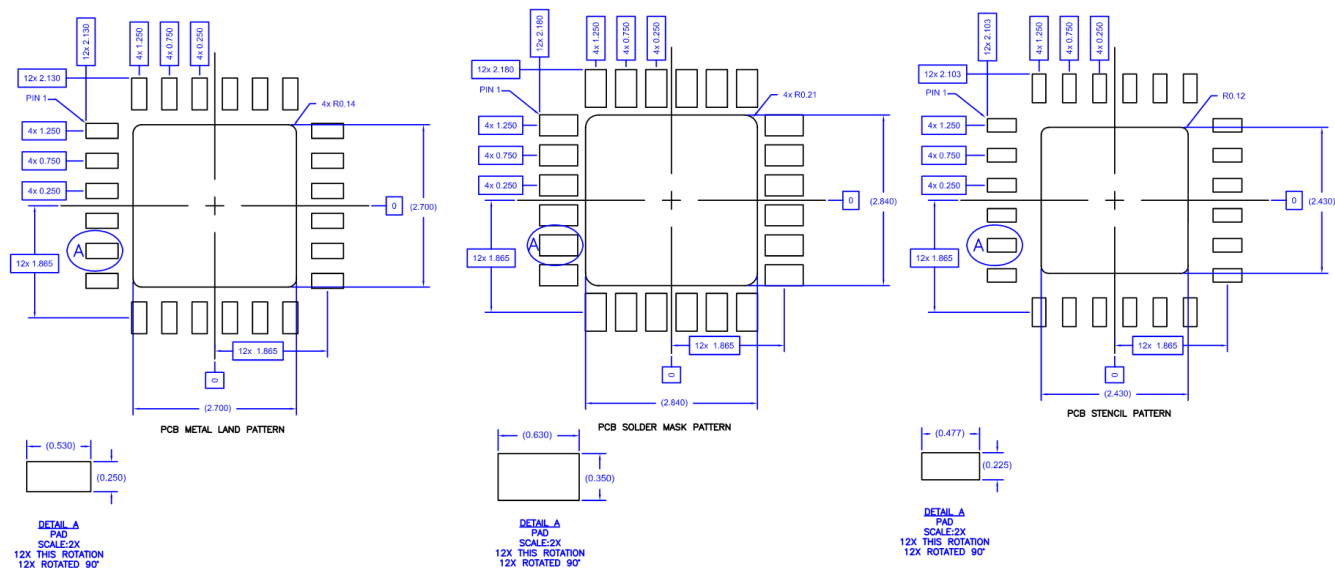 12x 2.130
4x 1.250
4x 0.750
4x 0.250
12x 2.130
PIN 1
4x R0.14
4x 1.250
4x 0.750
4x 0.250
0
(2.700)
A
12x 1.865
12x 1.865
0
(2.700)
PCB METAL LAND PATTERN
(0.530)
(0.250)
DETAIL A
PAD
SCALE:2X
12X THIS ROTATION
12X ROTATED 90°
12x 2.180
4x 1.250
4x 0.750
4x 0.250
12x 2.180
PIN 1
4x R0.21
4x 1.250
4x 0.750
4x 0.250
0
(2.840)
A
12x 1.865
12x 1.865
0
(2.840)
PCB SOLDER MASK PATTERN
(0.630)
(0.350)
DETAIL A
PAD
SCALE:2X
12X THIS ROTATION
12X ROTATED 90°
12x 2.103
4x 1.250
4x 0.750
4x 0.250
12x 2.103
PIN 1
R0.12
4x 1.250
4x 0.750
4x 0.250
0
(2.430)
A
12x 1.865
12x 1.865
0
(2.430)
PCB STENCIL PATTERN
(0.477)
(0.225)
DETAIL A
PAD
SCALE:2X
12X THIS ROTATION
12X ROTATED 90°